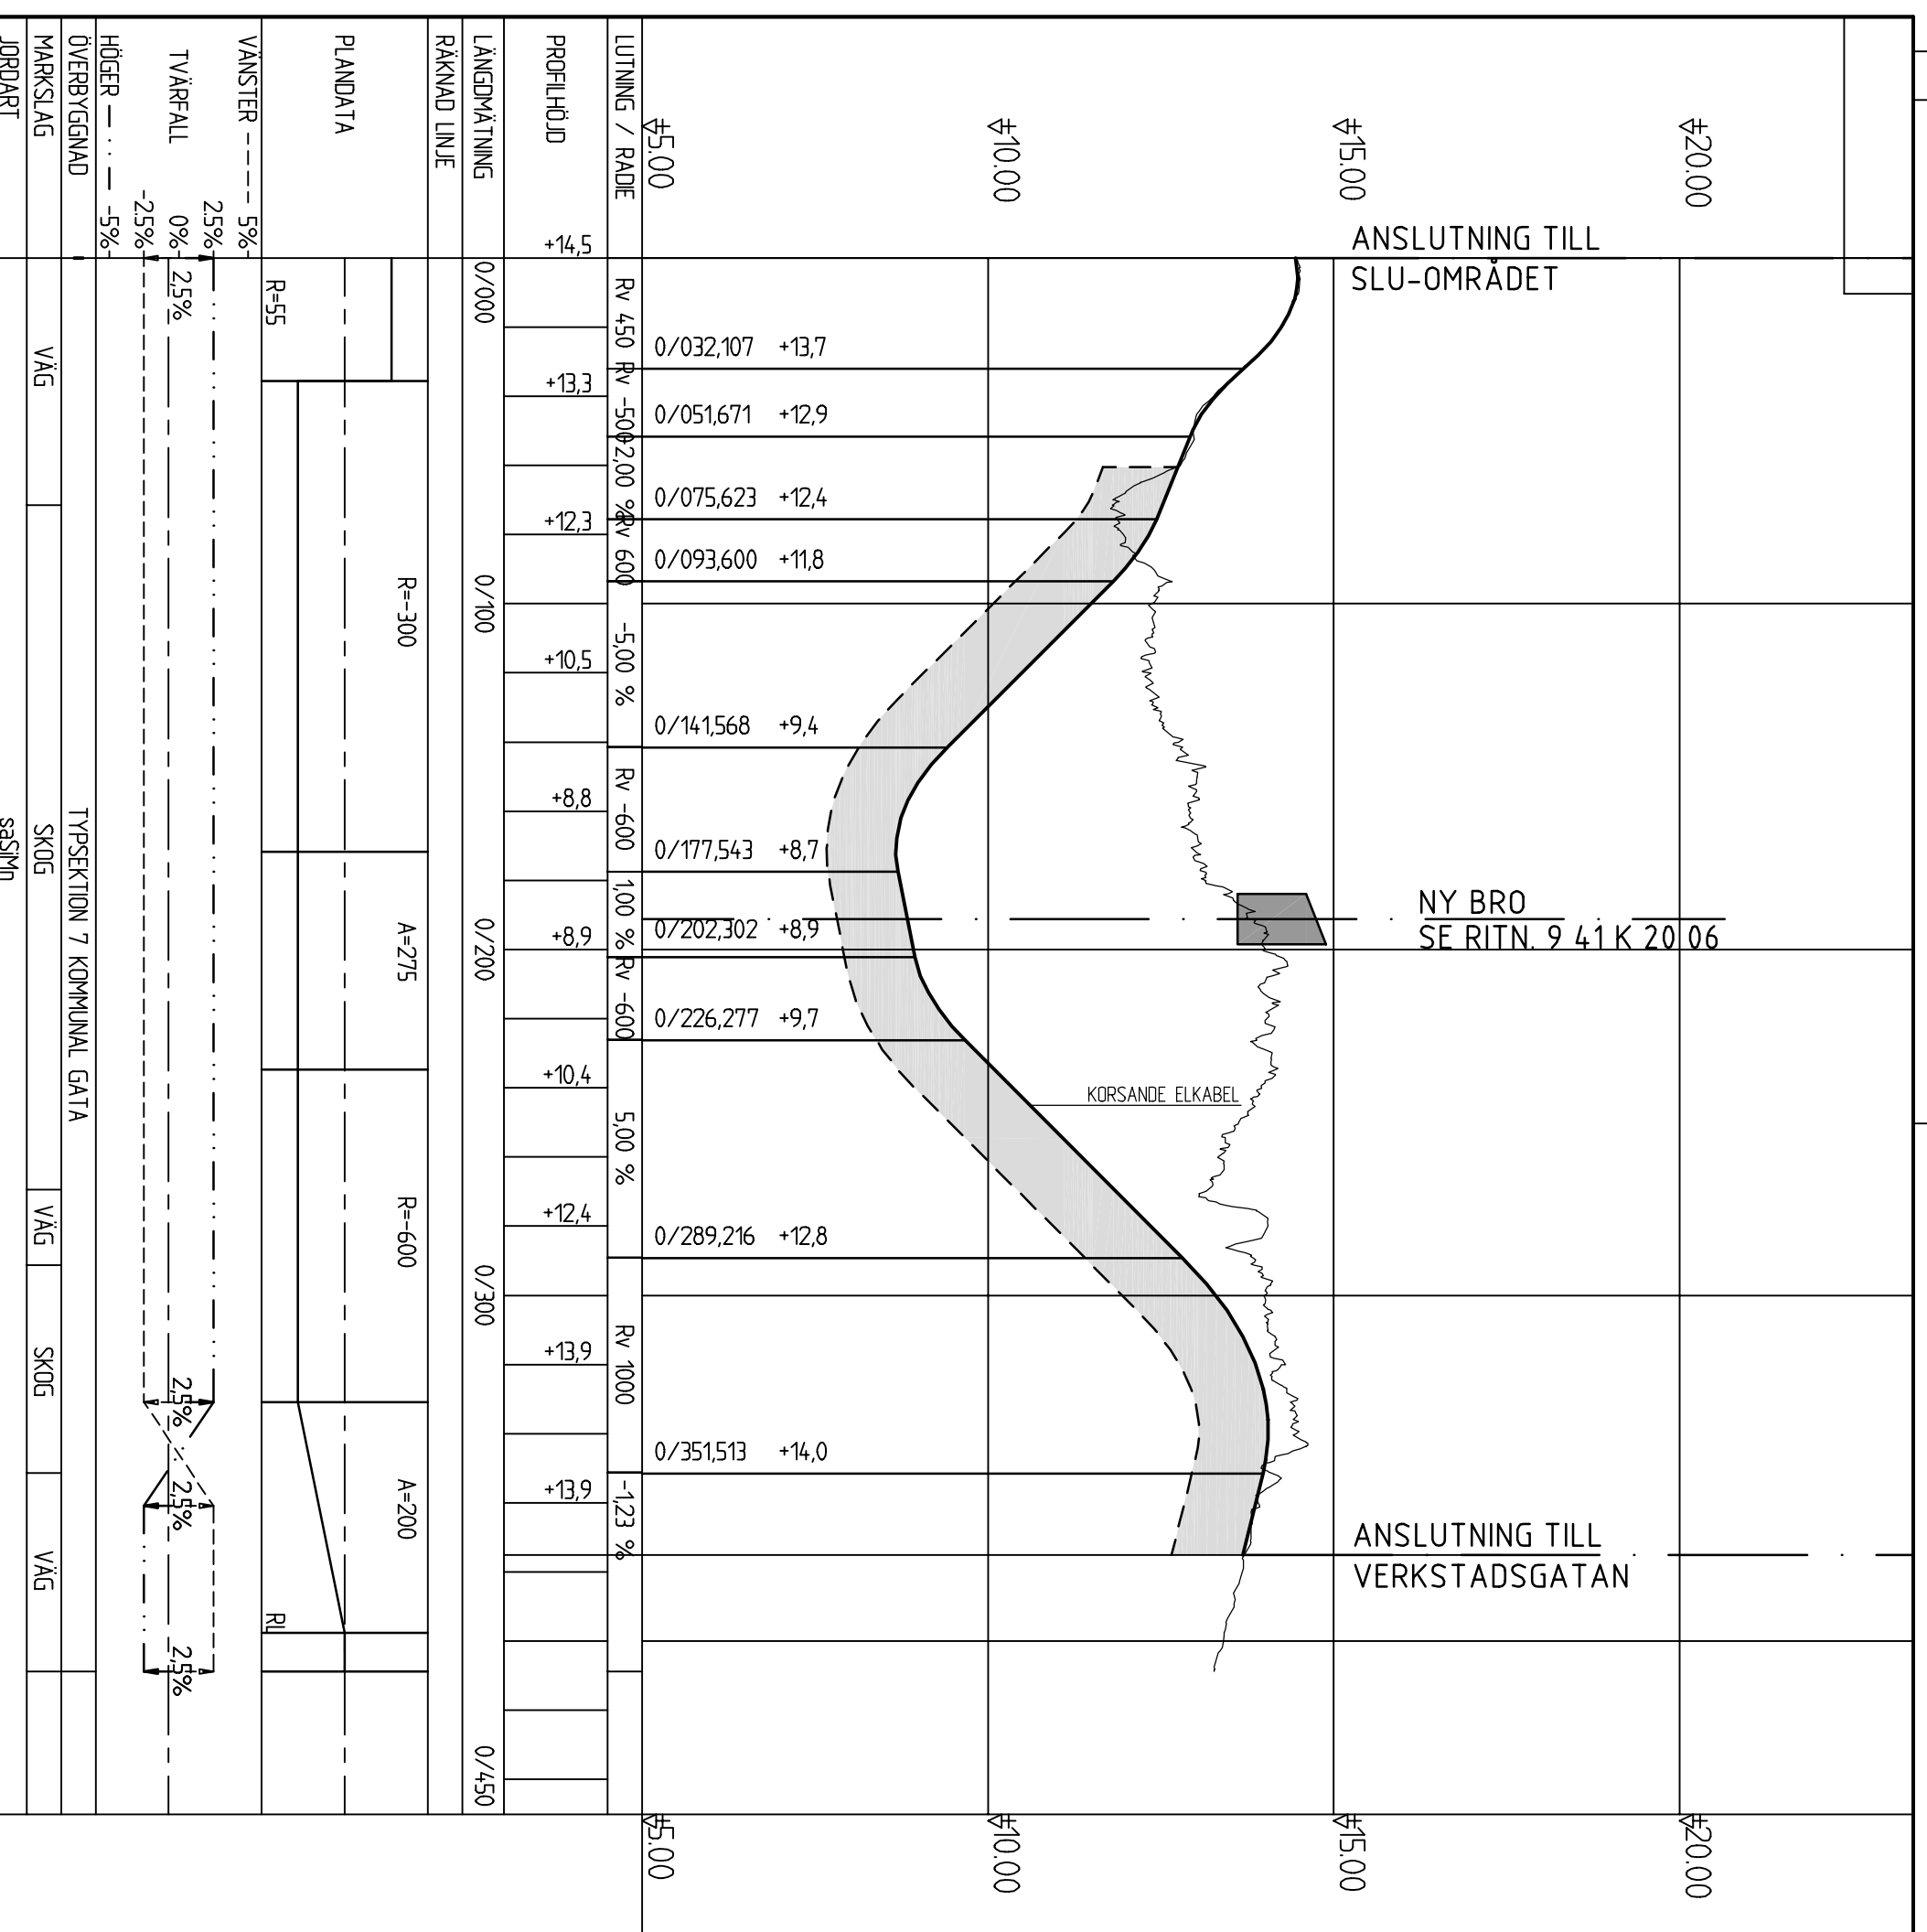 ±5.00
±10.00
±15.00
±20.00
ANSLUTNING TILL
SLU-OMRÅDET
NY BRO
SE RITN. 9 41 K 20 06
KORSANDE ELKABEL
ANSLUTNING TILL
VERKSTADSGATAN
0/032,107 +13,7
0/051,671 +12,9
0/075,623 +12,4
0/093,600 +11,8
0/141,568 +9,4
0/177,543 +8,7
0/202,302 +8,9
0/226,277 +9,7
0/289,216 +12,8
0/351,513 +14,0
±5.00
±10.00
±15.00
±20.00
LUTNING / RADIE
Rv 450
Rv -500
-2,00 %
Rv 600
-5,00 %
Rv -600
1,00 %
Rv -600
5,00 %
Rv 1000
-1,23 %
PROFILHÖJD
+14,5
+13,3
+12,3
+10,5
+8,8
+8,9
+10,4
+12,4
+13,9
+13,9
LÄNGDMÄTNING
0/000
0/100
0/200
0/300
0/450
RÄKNAD LINJE
PLANDATA
R=55
R=-300
A=275
R=-600
A=200
RL
VÄNSTER ---- 5%-
2.5%-
TVÄRFALL 0%-
-2.5%-
HÖGER — · · — -5%-
2,5%
2,5%
2,5%
2,5%
ÖVERBYGGNAD
TYPSEKTION 7 KOMMUNAL GATA
MARKSLAG
VÄG
SKOG
VÄG
SKOG
VÄG
JORDART
saSiMn